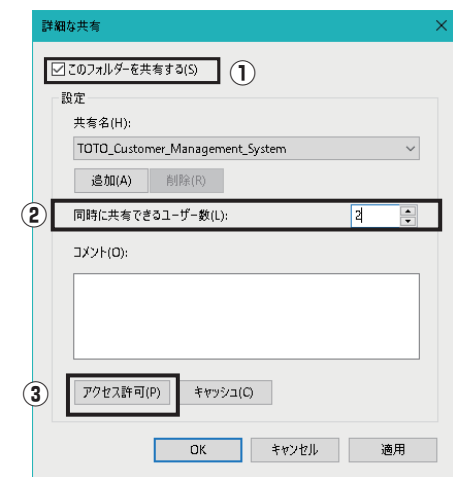 詳細な共有
このフォルダーを共有する(S) ①
設定
共有名(H):
TOTO_Customer_Management_System
追加(A) 削除(R)
② 同時に共有できるユーザー数(L): 2
コメント(O):
③ アクセス許可(P) キャッシュ(C)
OK キャンセル 適用